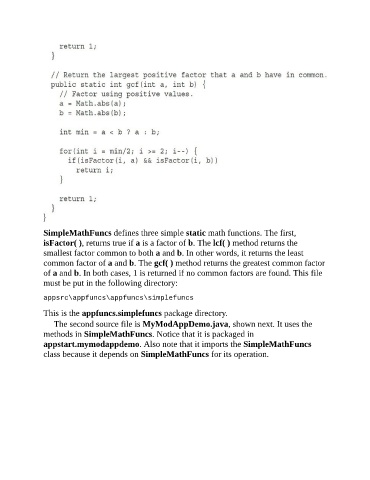 return 1;
}
// Return the largest positive factor that a and b have in common.
public static int gcf(int a, int b) {
// Factor using positive values.
a = Math.abs(a);
b = Math.abs(b);
int min = a < b ? a : b;
for(int i = min/2; i >= 2; i--) {
if(isFactor(i, a) && isFactor(i, b))
return i;
}
return 1;
}
}
SimpleMathFuncs defines three simple static math functions. The first,
isFactor( ), returns true if a is a factor of b. The lcf( ) method returns the
smallest factor common to both a and b. In other words, it returns the least
common factor of a and b. The gcf( ) method returns the greatest common factor
of a and b. In both cases, 1 is returned if no common factors are found. This file
must be put in the following directory:
appsrc\appfuncs\appfuncs\simplefuncs
This is the appfuncs.simplefuncs package directory.
The second source file is MyModAppDemo.java, shown next. It uses the
methods in SimpleMathFuncs. Notice that it is packaged in
appstart.mymodappdemo. Also note that it imports the SimpleMathFuncs
class because it depends on SimpleMathFuncs for its operation.